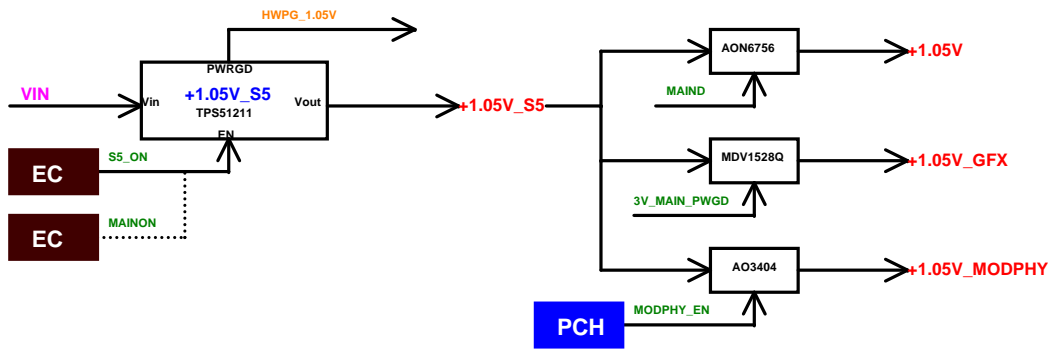 HWPG_1.05V
PWRGD
VIN
Vin
+1.05V_S5
TPS51211
Vout
EN
EC
S5_ON
EC
MAINON
+1.05V_S5
AON6756
MAIND
+1.05V
MDV1528Q
3V_MAIN_PWGD
+1.05V_GFX
AO3404
+1.05V_MODPHY
PCH
MODPHY_EN